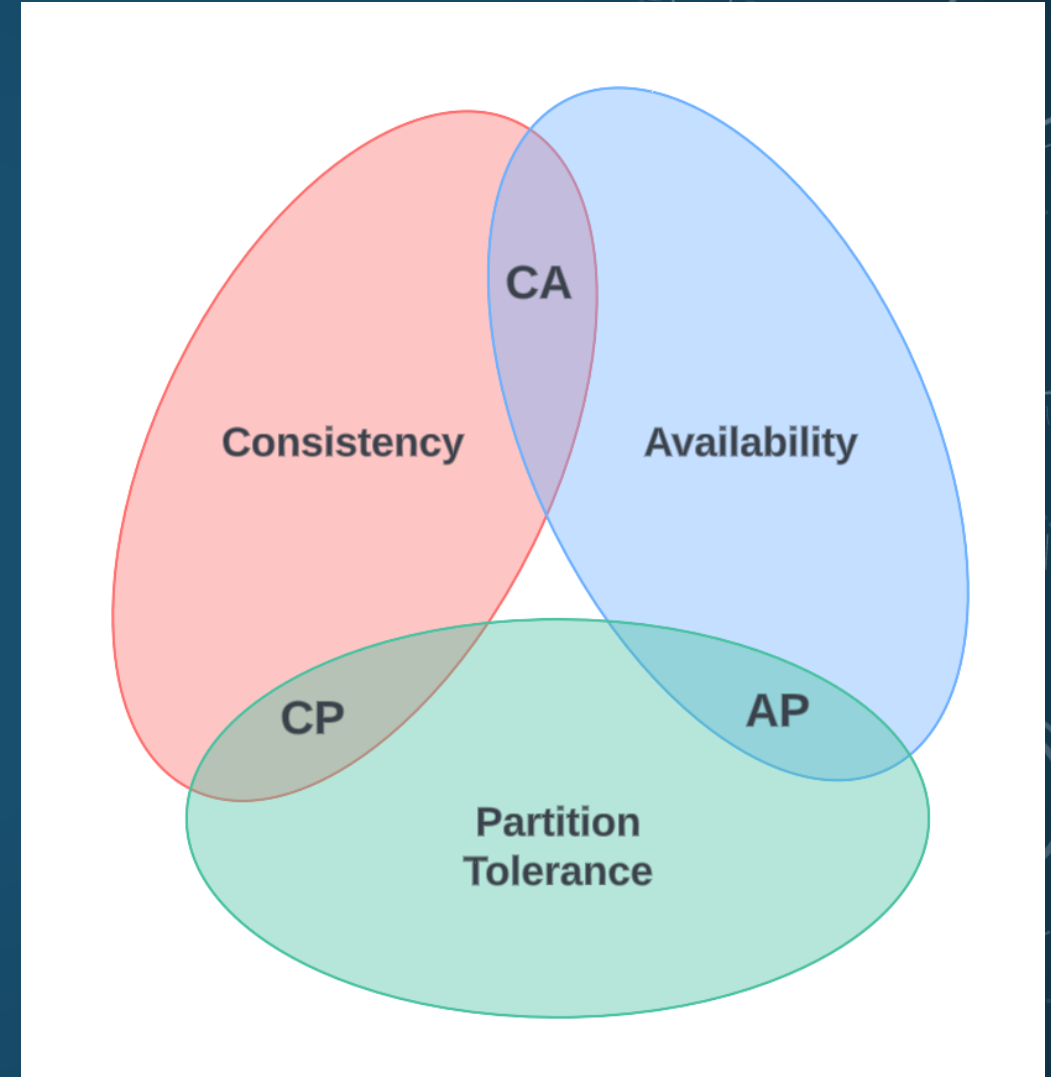 CA
Consistency
Availability
CP
AP
Partition
Tolerance